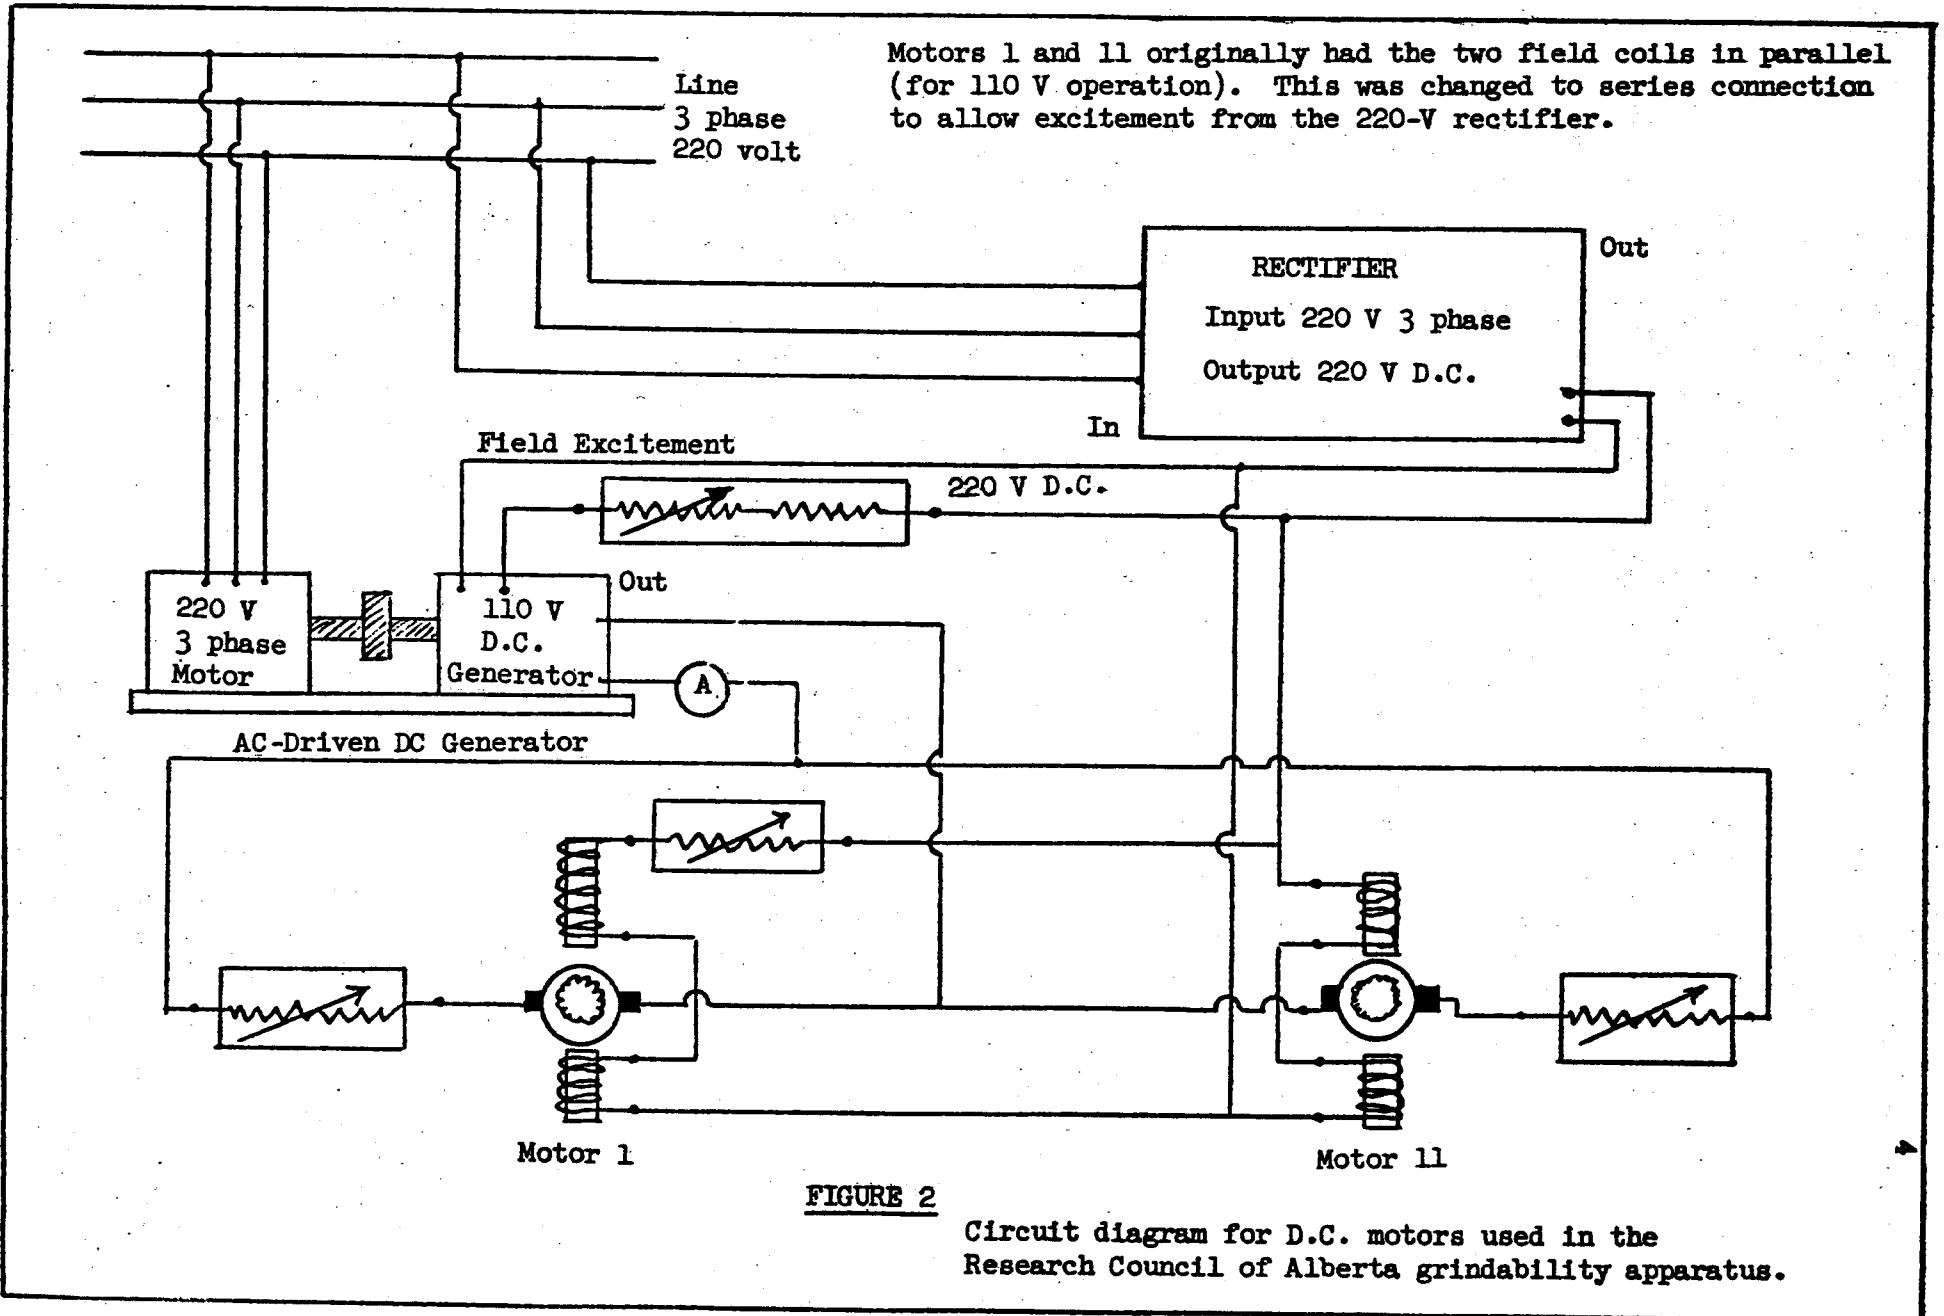 Motors 1 and 11 originally had the two field coils in parallel
(for 110 V operation). This was changed to series connection
to allow excitement from the 220-V rectifier.
Line
3 phase
220 volt
Out
RECTIFIER
Input 220 V 3 phase
Output 220 V D.C.
In
Field Excitement
220 V D.C.
Out
220 V
3 phase
Motor
110 V
D.C.
Generator
A
AC-Driven DC Generator
Motor 1
Motor 11
4
FIGURE 2
Circuit diagram for D.C. motors used in the
Research Council of Alberta grindability apparatus.